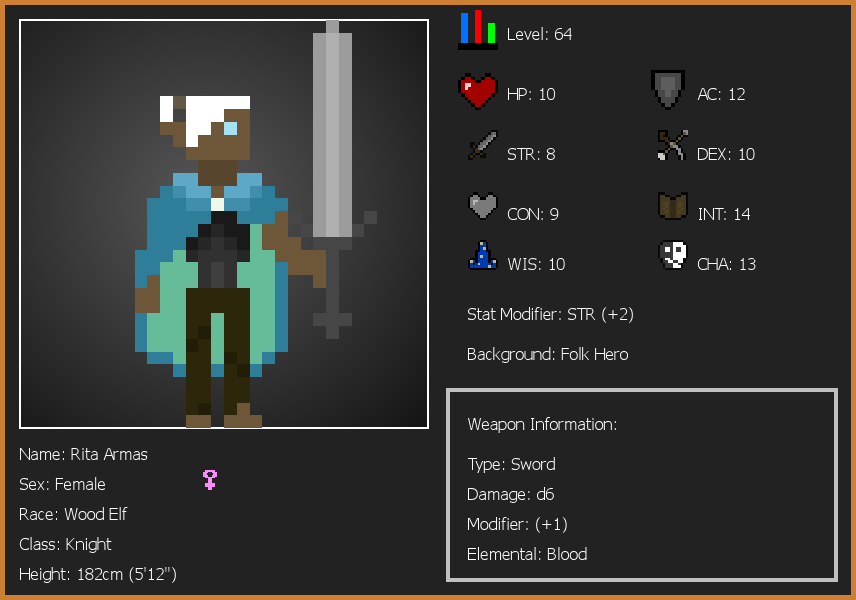 Level: 64
HP: 10
AC: 12
STR: 8
DEX: 10
CON: 9
INT: 14
WIS: 10
CHA: 13
Stat Modifier: STR (+2)
Background: Folk Hero
Weapon Information:
Type: Sword
Damage: d6
Modifier: (+1)
Elemental: Blood
Name: Rita Armas
Sex: Female
Race: Wood Elf
Class: Knight
Height: 182cm (5'12")